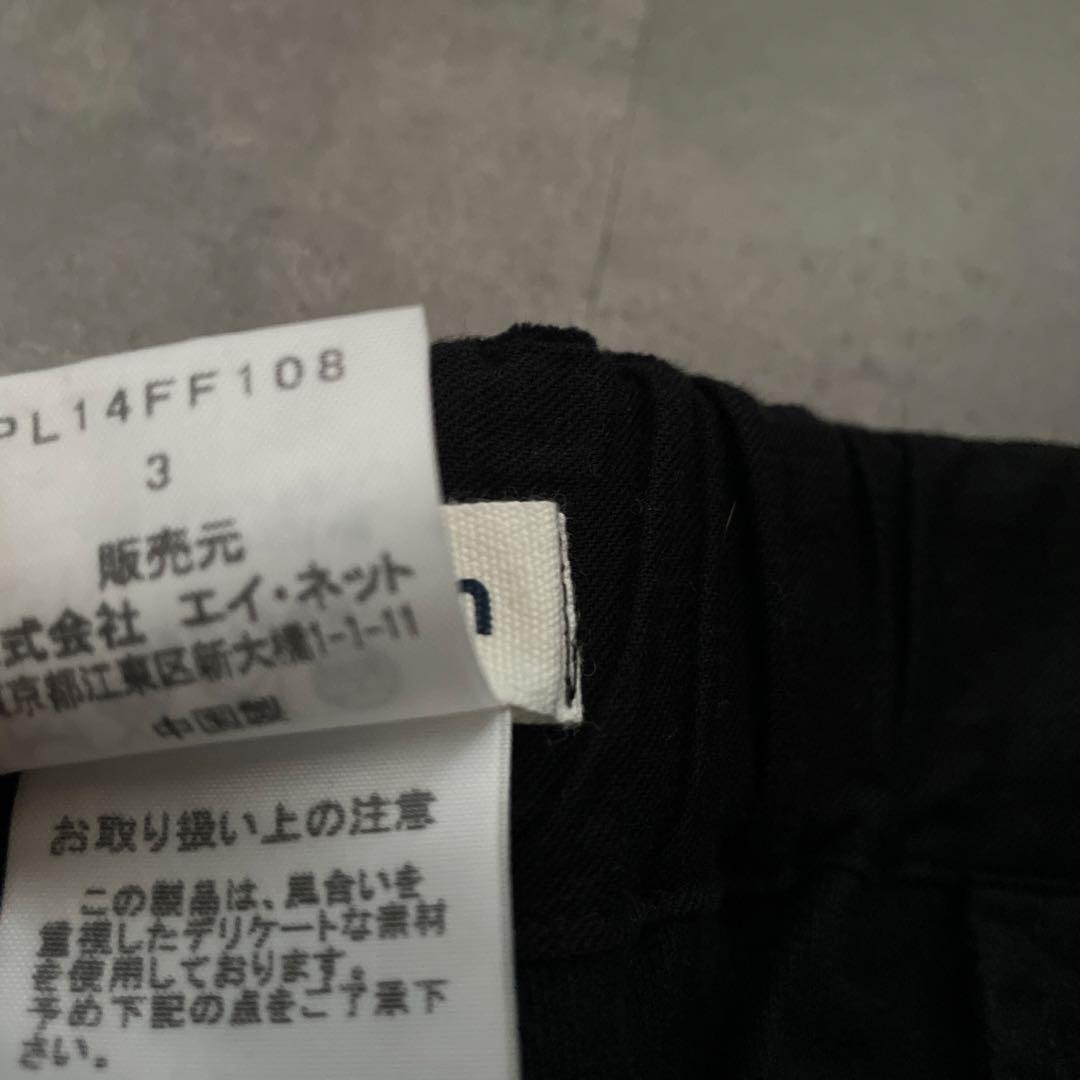 PL14FF108
3
販売元
株式会社 エイ・ネット
東京都江東区新大橋1-1-11
中国製
n
お取り扱い上の注意
この製品は、風合いを
重視したデリケートな素材
を使用しております。
予め下記の点をご了承下
さい。